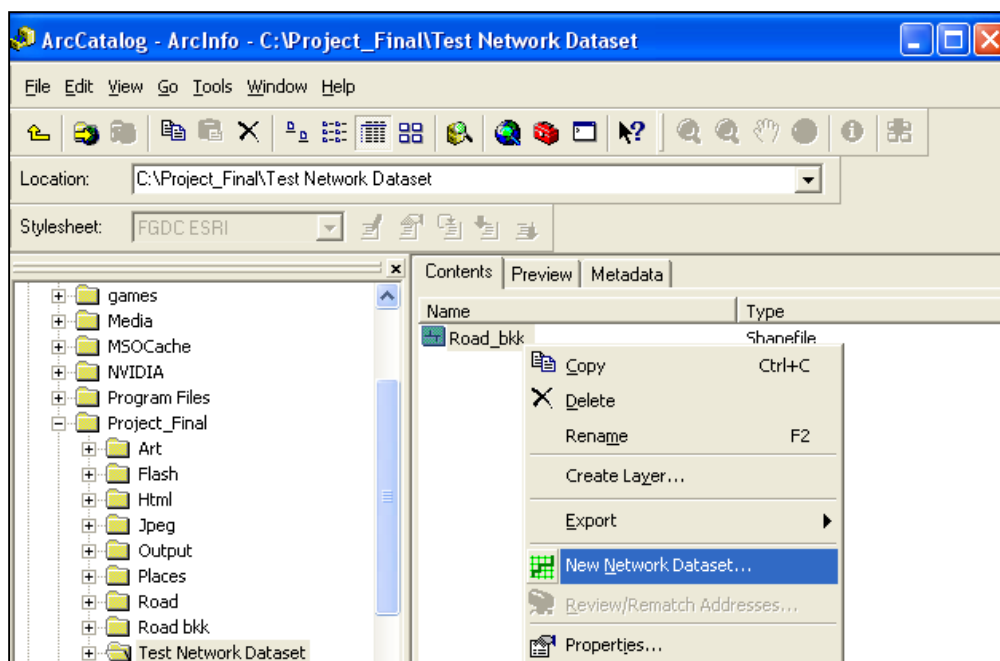 ArcCatalog - ArcInfo - C:\Project_Final\Test Network Dataset
File Edit View Go Tools Window Help
Location: C:\Project_Final\Test Network Dataset
Stylesheet: FGDC ESRI
Contents Preview Metadata
Name Type
Road_bkk Shapefile
games
Media
MSOCache
NVIDIA
Program Files
Project_Final
Art
Flash
Html
Jpeg
Output
Places
Road
Road bkk
Test Network Dataset
Copy Ctrl+C
Delete
Rename F2
Create Layer...
Export
New Network Dataset...
Review/Rematch Addresses...
Properties...